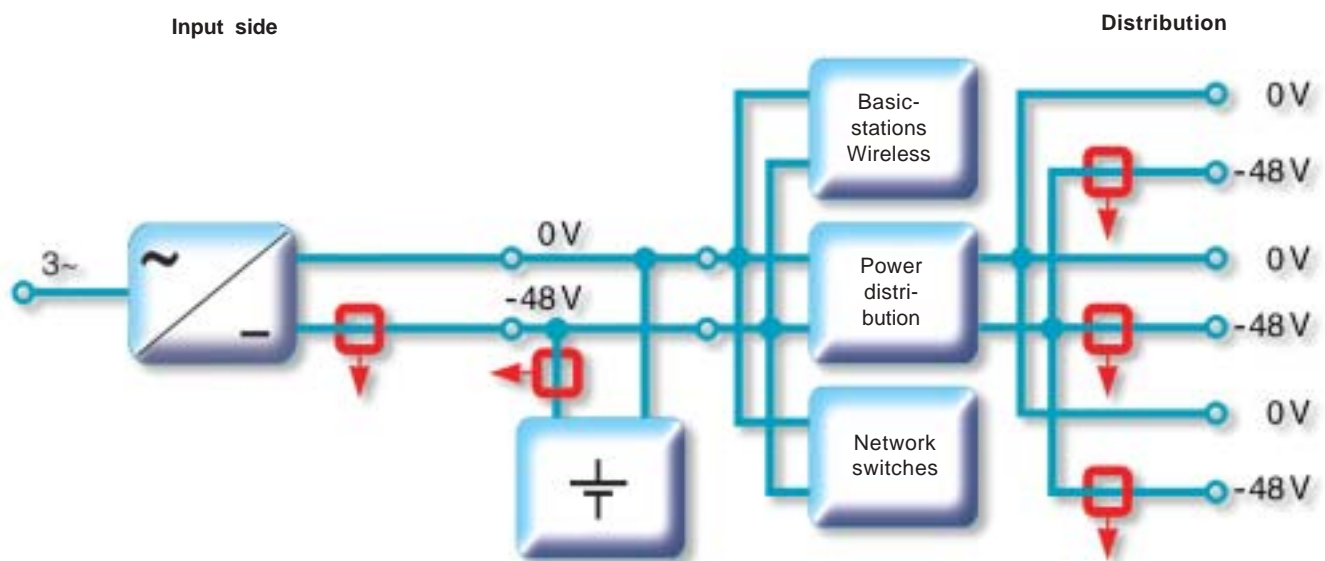 Input side
Distribution
Basic-
stations
Wireless
0 V
-48 V
3~
~
–
0 V
-48 V
Power
distri-
bution
0 V
-48 V
Network
switches
0 V
-48 V